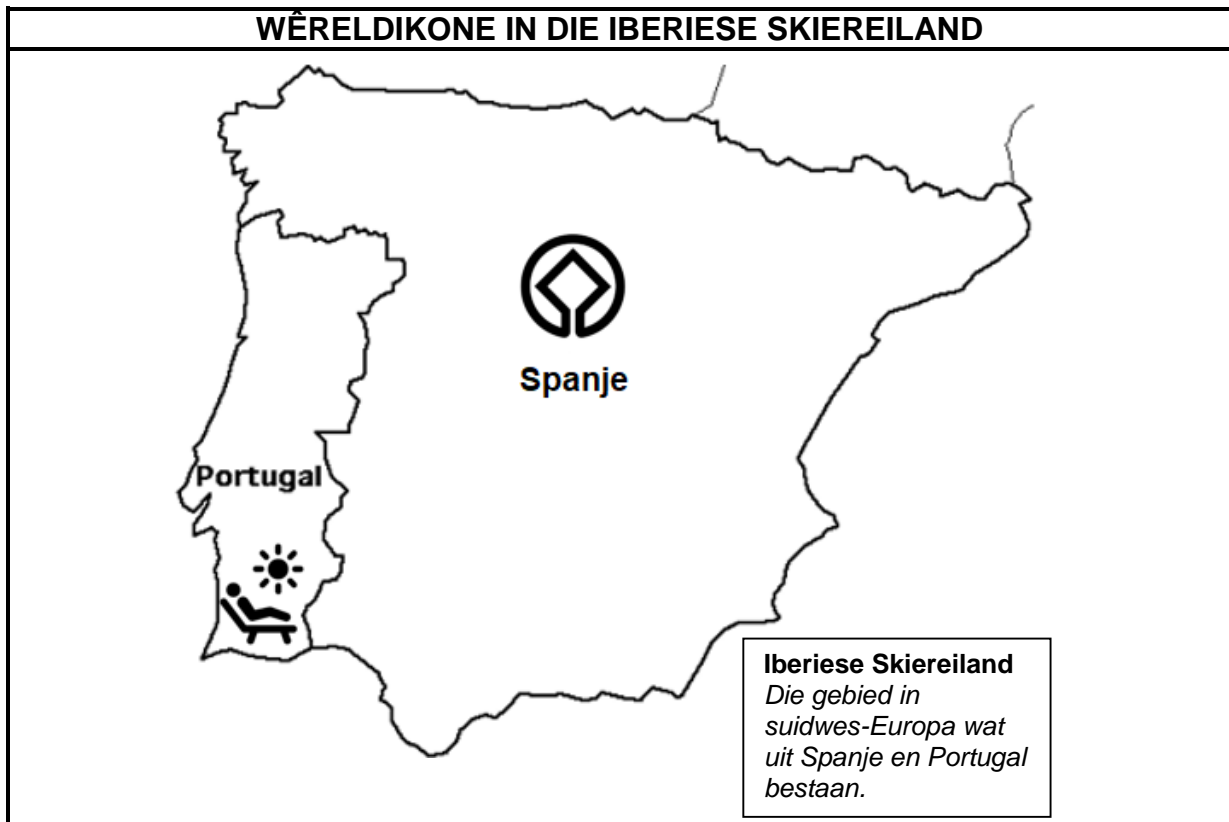 WÊRELDIKONE IN DIE IBERIESE SKIEREILAND
Spanje
Portugal
Iberiese Skiereiland
Die gebied in
suidwes-Europa wat
uit Spanje en Portugal
bestaan.